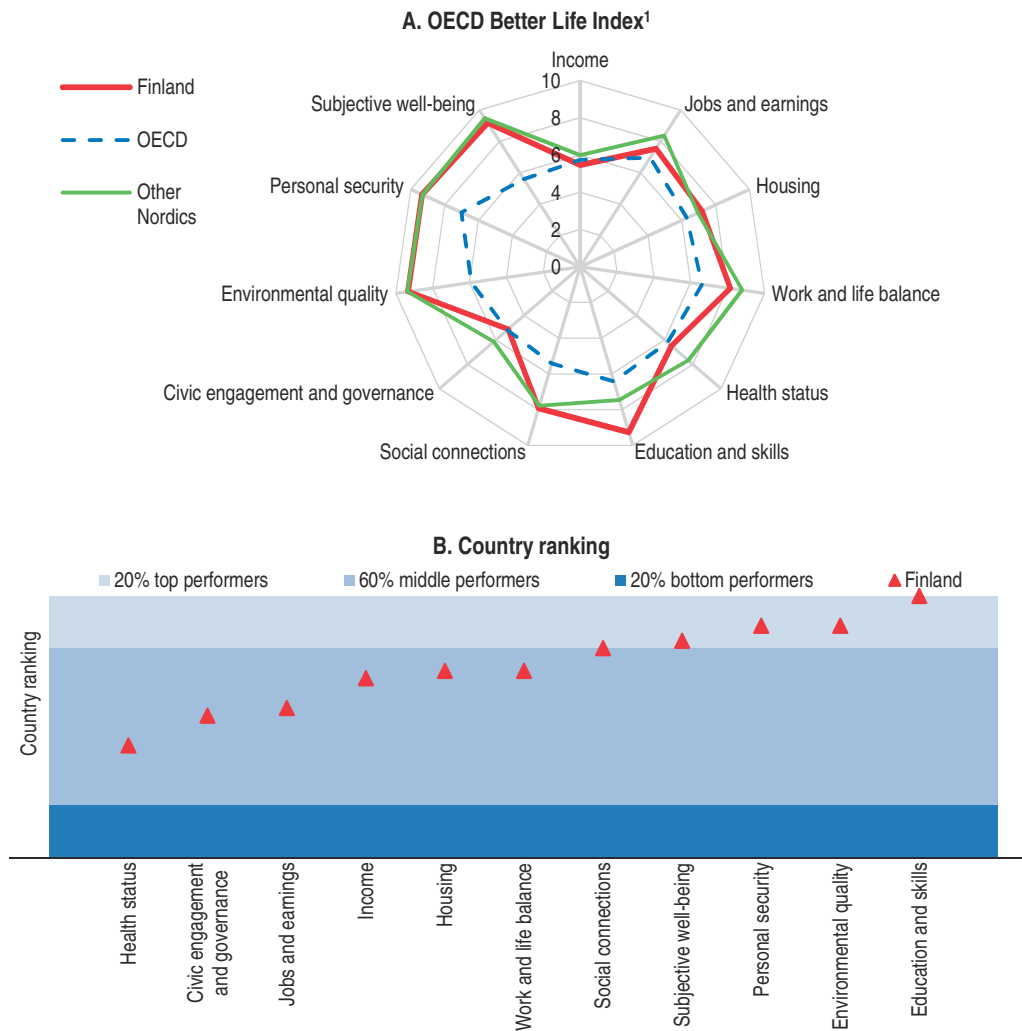 A. OECD Better Life Index¹
Finland
OECD
Other
Nordics
Income
Jobs and earnings
Housing
Work and life balance
Health status
Education and skills
Social connections
Civic engagement and governance
Environmental quality
Personal security
Subjective well-being
10
8
6
4
2
0
B. Country ranking
20% top performers
60% middle performers
20% bottom performers
Finland
Country ranking
Health status
Civic engagement
and governance
Jobs and earnings
Income
Housing
Work and life balance
Social connections
Subjective well-being
Personal security
Environmental quality
Education and skills